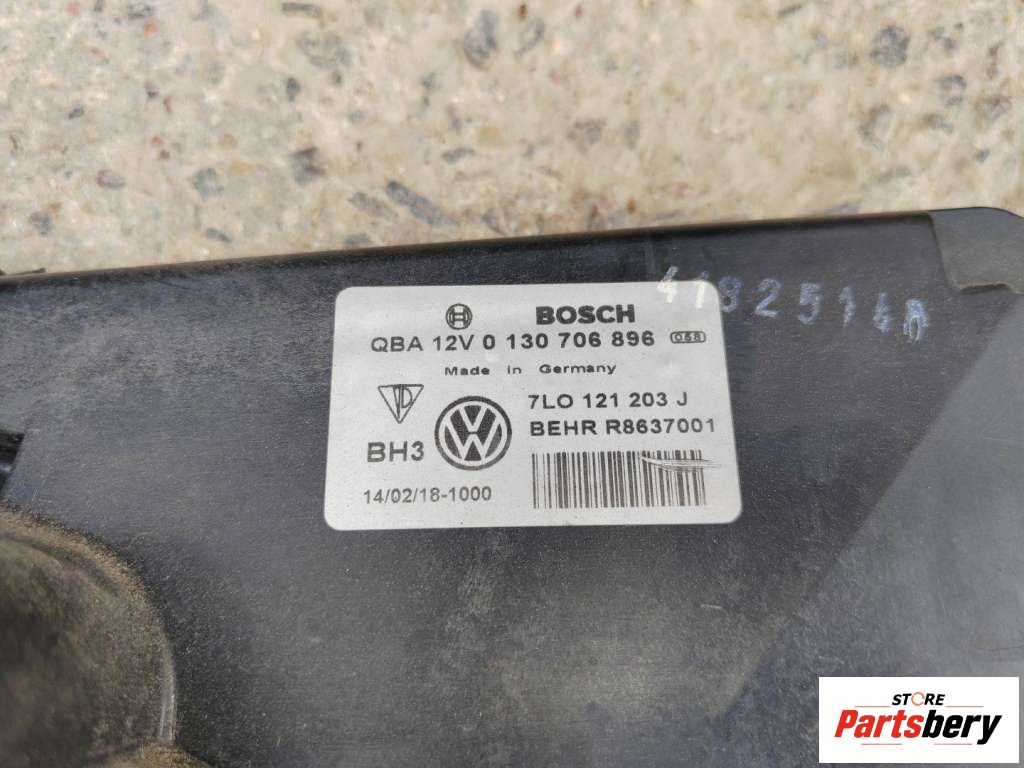 BOSCH
QBA 12V 0 130 706 896 058
Made in Germany
7LO 121 203 J
BEHR R8637001
BH3
14/02/18-1000
STORE
Partsbery